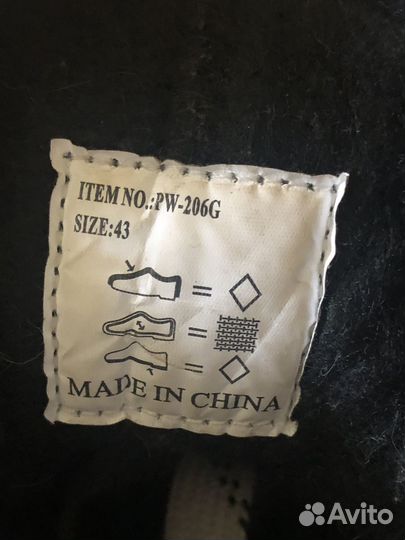 ITEM NO.:PW-206G
SIZE:43
MADE IN CHINA
Avito